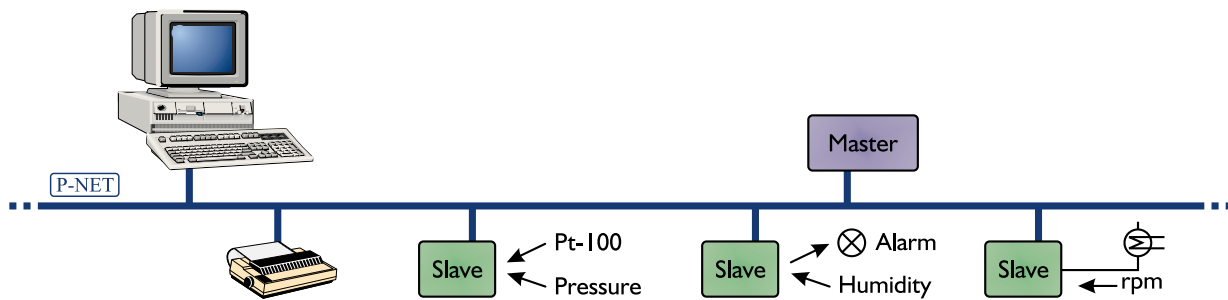 Master
P-NET
Slave
Pt-100
Pressure
Slave
Alarm
Humidity
Slave
M
rpm